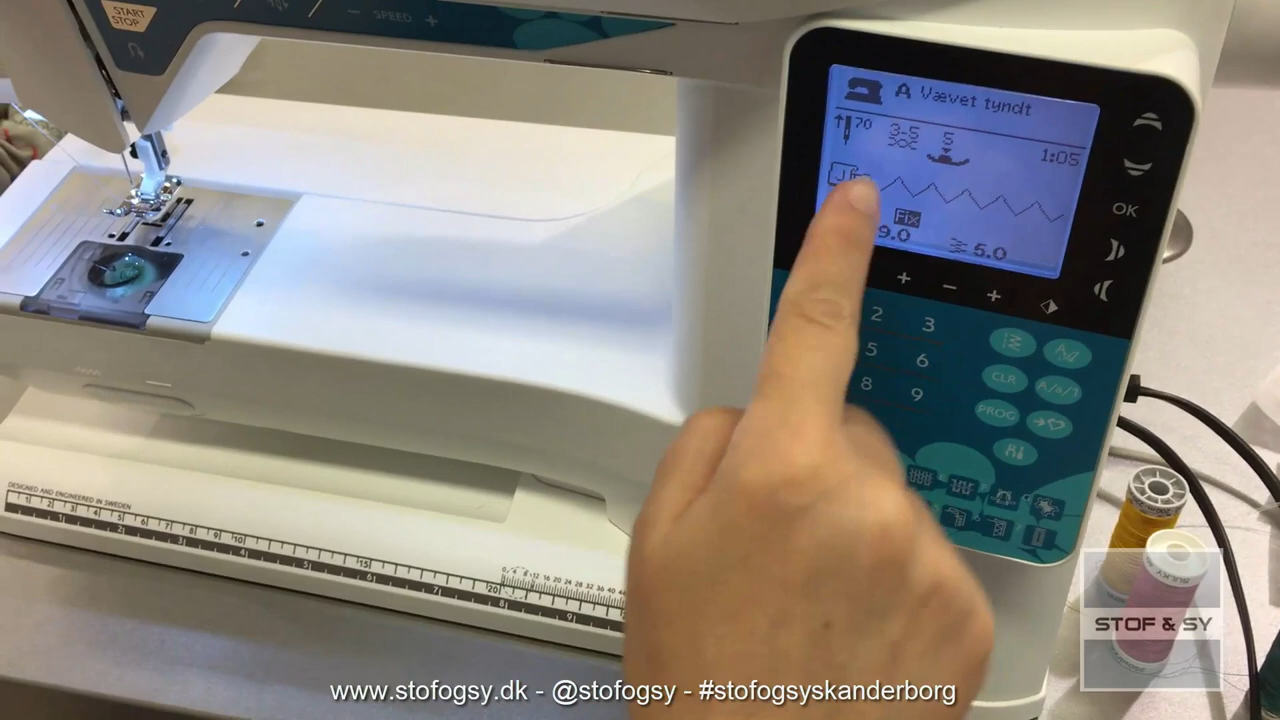 START
STOP
− SPEED +
A Vævet tyndt
70
3-5
S
1:05
J
Fix
9.0
5.0
OK
+ − +
2 3
5 6
8 9
CLR
A/a/1
PROG
DESIGNED AND ENGINEERED IN SWEDEN
STOF & SY
www.stofogsy.dk - @stofogsy - #stofogsyskanderborg